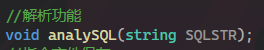 //解析功能
void analySQL(string SQLSTR);